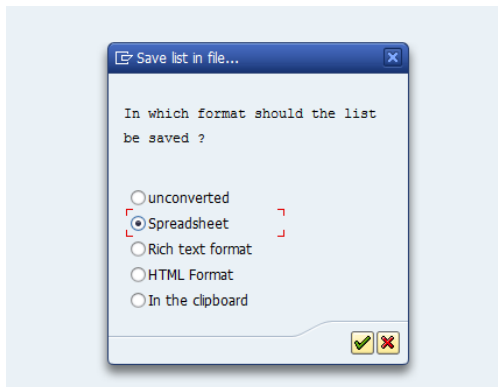 Save list in file...
In which format should the list
be saved ?
unconverted
Spreadsheet
Rich text format
HTML Format
In the clipboard